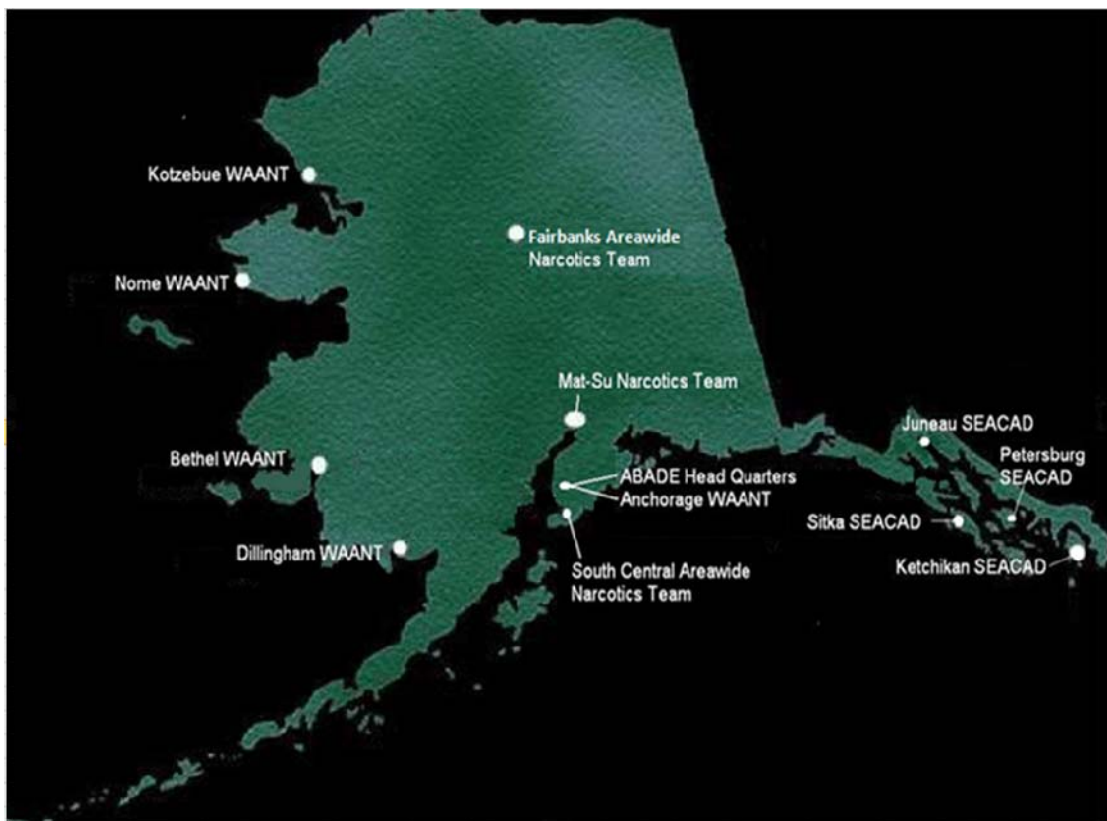 Kotzebue WAANT
Fairbanks Areawide
Narcotics Team
Nome WAANT
Mat-Su Narcotics Team
Juneau SEACAD
Petersburg
SEACAD
Bethel WAANT
ABADE Head Quarters
Anchorage WAANT
Sitka SEACAD
Dillingham WAANT
Ketchikan SEACAD
South Central Areawide
Narcotics Team